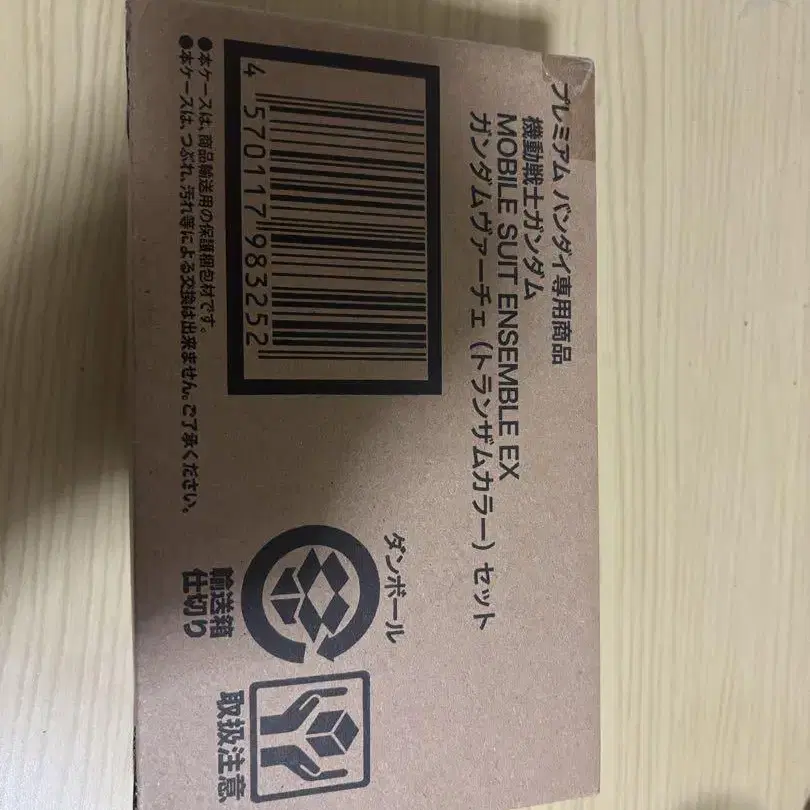 プレミアム バンダイ専用商品
機動戦士ガンダム
MOBILE SUIT ENSEMBLE EX
ガンダムヴァーチェ（トランザムカラー）セット
4 570117 983252
●本ケースは、商品輸送用の保護梱包材です。
●本ケースは、つぶれ、汚れ等による交換は出来ません。ご了承ください。
ダンボール
輸送箱
仕切り
取扱注意